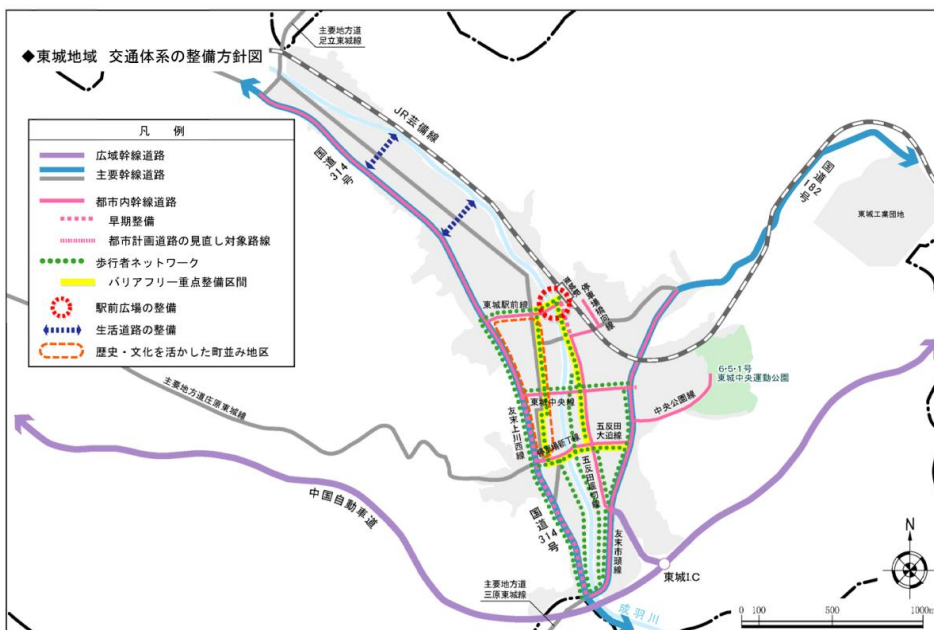 主要地方道
足立東城線
◆東城地域 交通体系の整備方針図
凡 例
広域幹線道路
主要幹線道路
都市内幹線道路
早期整備
都市計画道路の見直し対象路線
歩行者ネットワーク
バリアフリー重点整備区間
駅前広場の整備
生活道路の整備
歴史・文化を活かした町並み地区
JR芸備線
国道314号
国道182号
東城工業団地
東城駅
東城駅前線
6・5・1号
東城中央運動公園
主要地方道庄原東城線
東城中央線
中央公園線
友末上川西線
五反田
大迫線
中国自動車道
国道314号
友末市頭線
東城I.C
主要地方道
三原東城線
成羽川
N
0 100 500 1000m